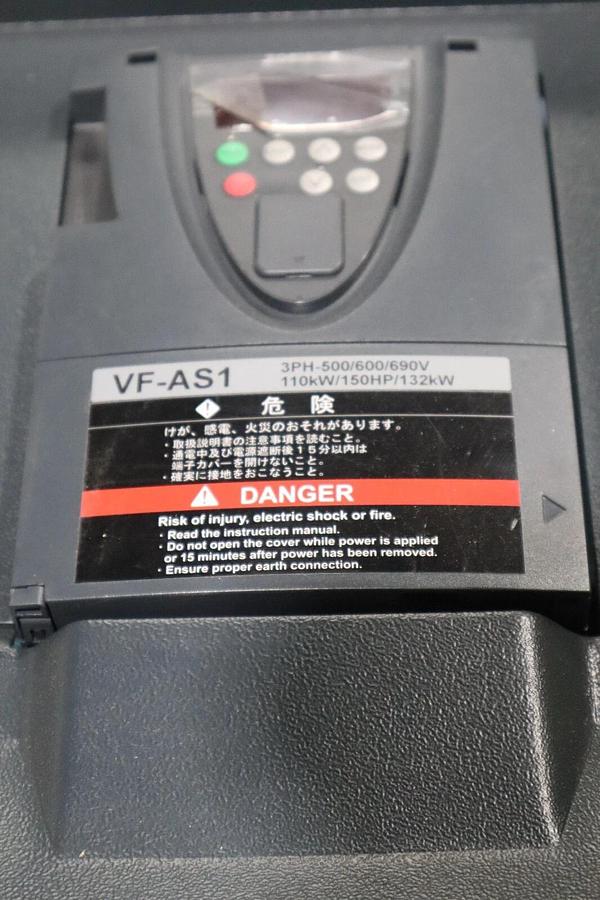 VF-AS1
3PH-500/600/690V
110kW/150HP/132kW
危 険
けが、感電、火災のおそれがあります。
・取扱説明書の注意事項を読むこと。
・通電中及び電源遮断後15分以内は
端子カバーを開けないこと。
・確実に接地をおこなうこと。
DANGER
Risk of injury, electric shock or fire.
· Read the instruction manual.
· Do not open the cover while power is applied
or 15 minutes after power has been removed.
· Ensure proper earth connection.